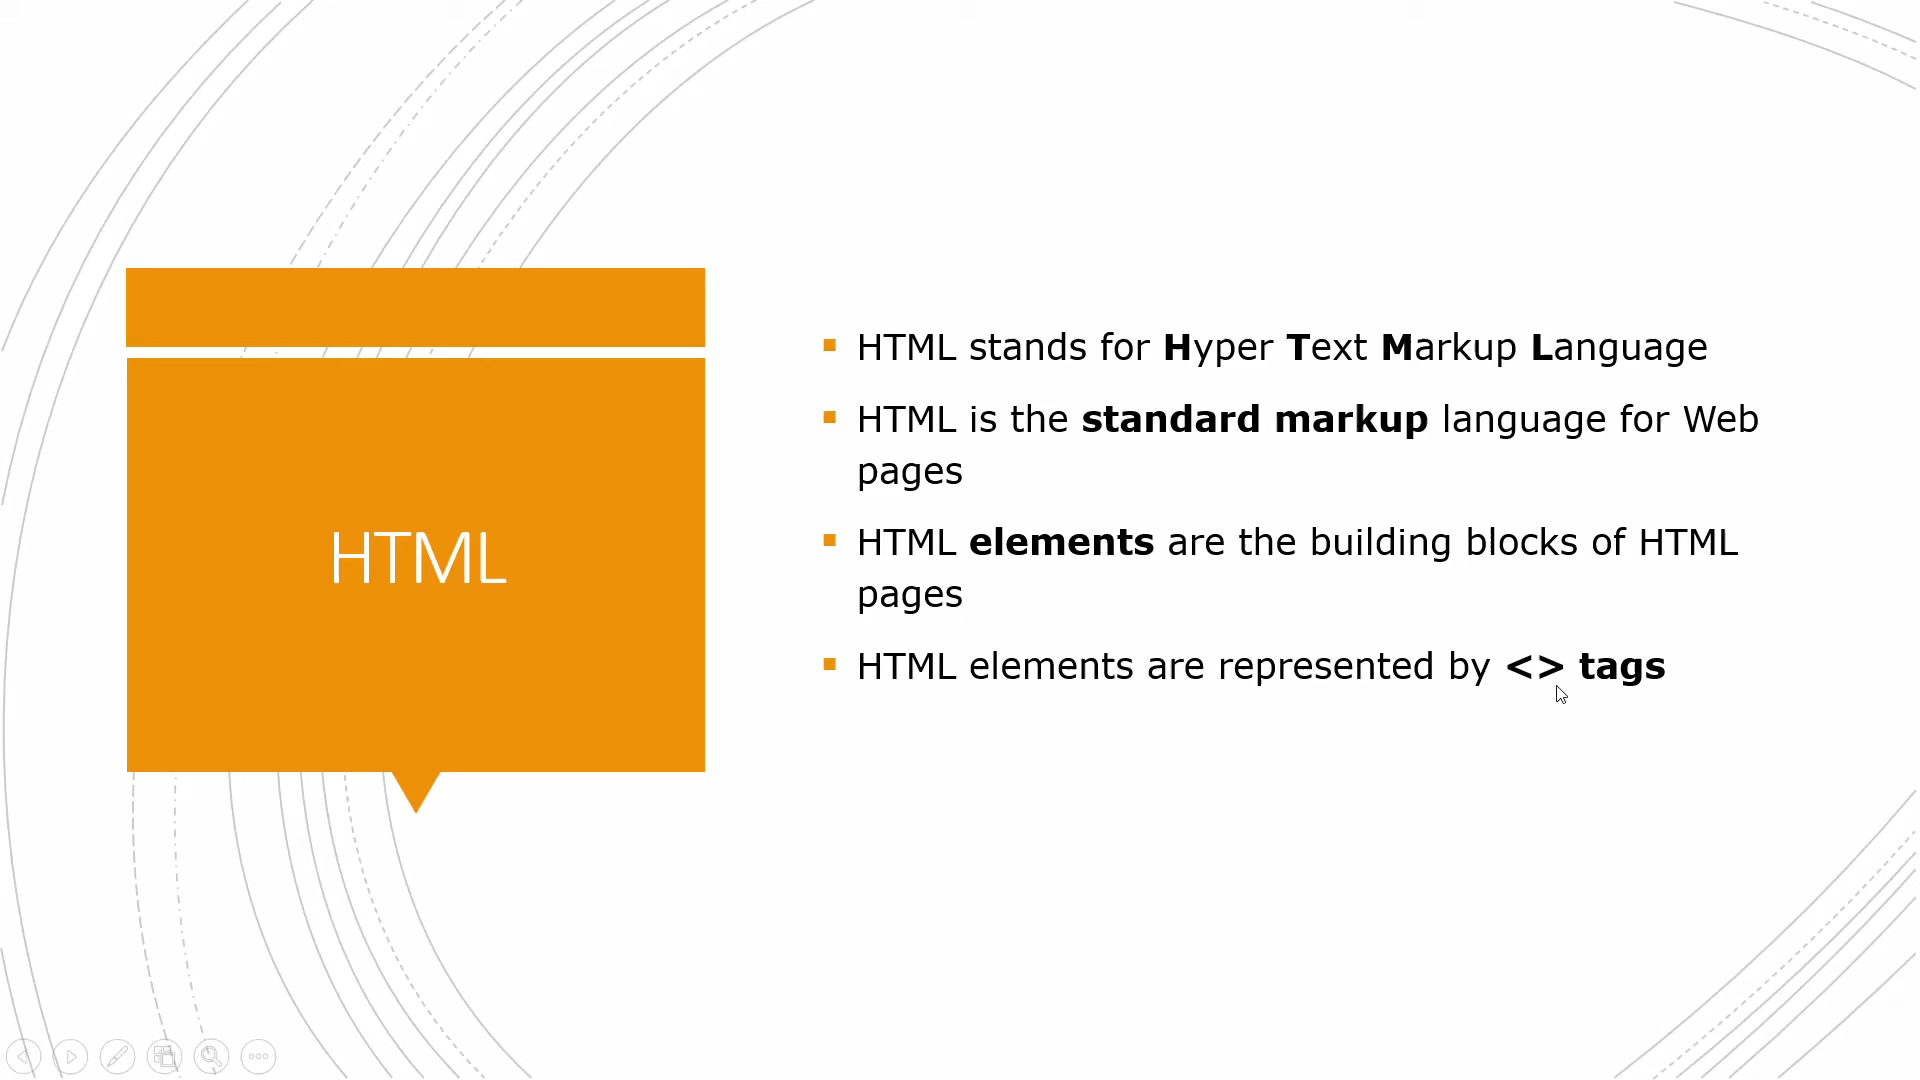 HTML
HTML stands for Hyper Text Markup Language
HTML is the standard markup language for Web
pages
HTML elements are the building blocks of HTML
pages
HTML elements are represented by <> tags